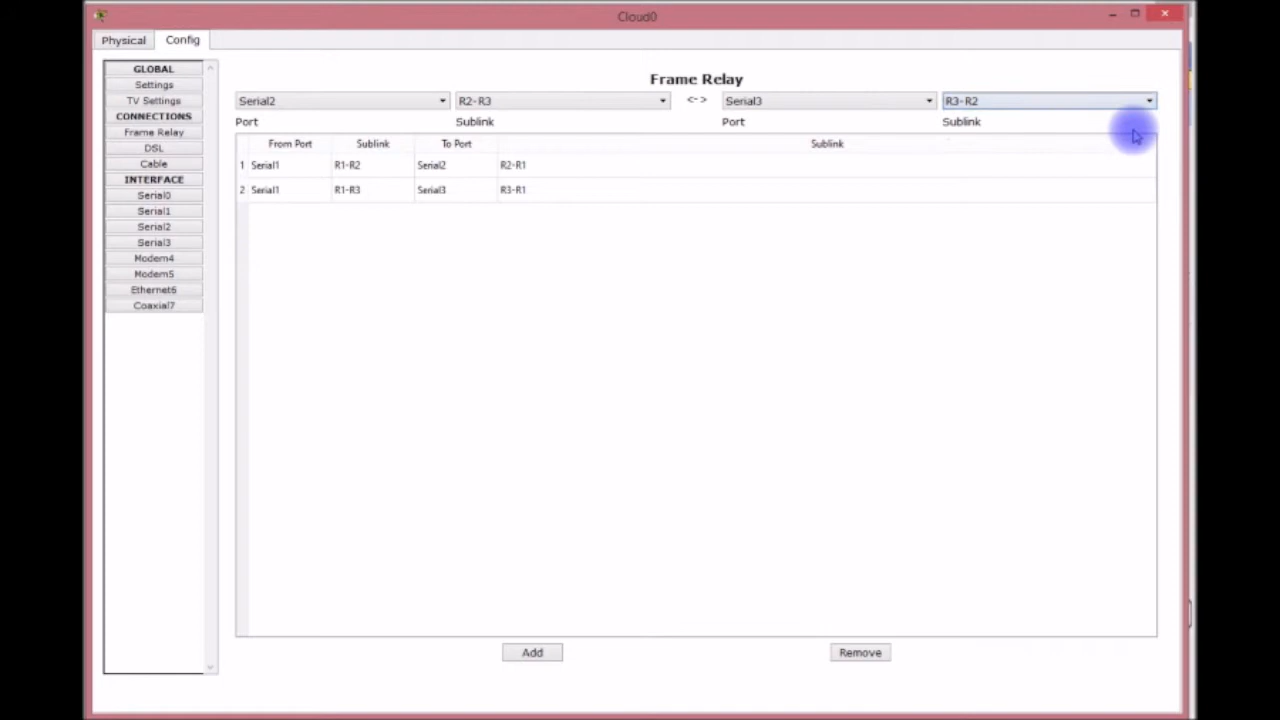 Cloud0
Physical Config
GLOBAL
Settings
TV Settings
CONNECTIONS
Frame Relay
DSL
Cable
INTERFACE
Serial0
Serial1
Serial2
Serial3
Modem4
Modem5
Ethernet6
Coaxial7
Frame Relay
Serial2 R2-R3 <-> Serial3 R3-R2
Port Sublink Port Sublink
From Port Sublink To Port Sublink
1 Serial1 R1-R2 Serial2 R2-R1
2 Serial1 R1-R3 Serial3 R3-R1
Add Remove